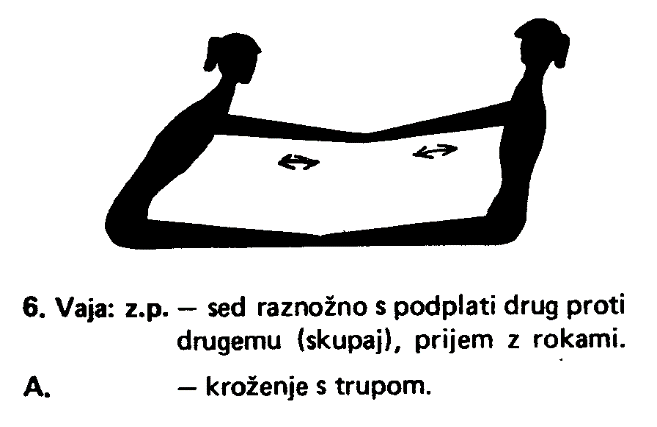 6. Vaja: z.p. — sed raznožno s podplati drug proti
drugemu (skupaj), prijem z rokami.
A. — kroženje s trupom.